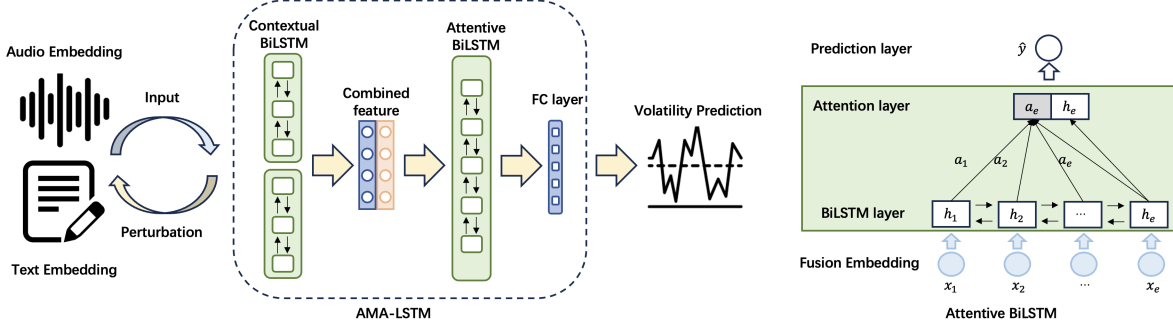 Audio Embedding
Text Embedding
Input
Perturbation
Contextual
BiLSTM
Combined
feature
Attentive
BiLSTM
FC layer
Volatility Prediction
AMA-LSTM
Prediction layer
ŷ
Attention layer
a_e h_e
a_1 a_2 a_e
BiLSTM layer
h_1 h_2 ... h_e
Fusion Embedding
x_1 x_2 ... x_e
Attentive BiLSTM